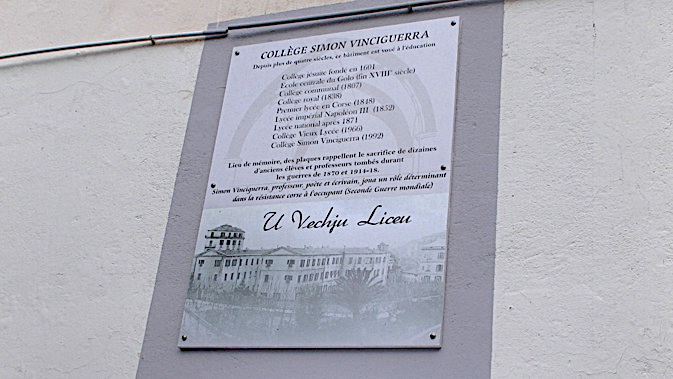 COLLÈGE SIMON VINCIGUERRA
Depuis plus de quatre siècles, ce bâtiment est voué à l'éducation
Collège jésuite fondé en 1601
École centrale du Golo (fin XVIIIᵉ siècle)
Collège communal (1807)
Collège royal (1838)
Premier lycée en Corse (1848)
Lycée impérial Napoléon III (1852)
Lycée national après 1871
Collège Vieux Lycée (1966)
Collège Simon Vinciguerra (1992)
Lieu de mémoire, des plaques rappellent le sacrifice de dizaines
d'anciens élèves et professeurs tombés durant
les guerres de 1870 et 1914-18.
Simon Vinciguerra, professeur, poète et écrivain, joua un rôle déterminant
dans la résistance corse à l'occupant (Seconde Guerre mondiale)
U Vechju Liceu